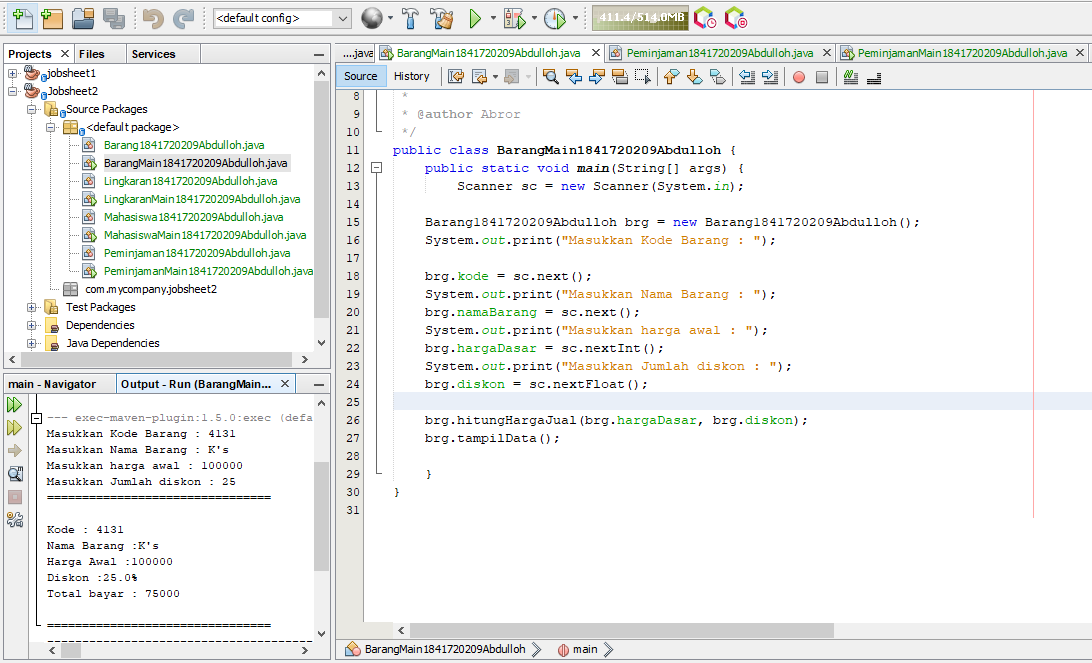 <default config>
411.4/514.0MB
Projects
Files
Services
jobsheet1
Jobsheet2
Source Packages
<default package>
Barang1841720209Abdulloh.java
BarangMain1841720209Abdulloh.java
Lingkaran1841720209Abdulloh.java
LingkaranMain1841720209Abdulloh.java
Mahasiswa1841720209Abdulloh.java
MahasiswaMain1841720209Abdulloh.java
Peminjaman1841720209Abdulloh.java
PeminjamanMain1841720209Abdulloh.java
com.mycompany.jobsheet2
Test Packages
Dependencies
Java Dependencies
main - Navigator
Output - Run (BarangMain...
--- exec-maven-plugin:1.5.0:exec (defa
Masukkan Kode Barang : 4131
Masukkan Nama Barang : K's
Masukkan harga awal : 100000
Masukkan Jumlah diskon : 25
================================
Kode : 4131
Nama Barang :K's
Harga Awal :100000
Diskon :25.0%
Total bayar : 75000
================================
....java
BarangMain1841720209Abdulloh.java
Peminjaman1841720209Abdulloh.java
PeminjamanMain1841720209Abdulloh.java
Source
History
8 *
9 * @author Abror
10 */
11 public class BarangMain1841720209Abdulloh {
12 public static void main(String[] args) {
13 Scanner sc = new Scanner(System.in);
14
15 Barang1841720209Abdulloh brg = new Barang1841720209Abdulloh();
16 System.out.print("Masukkan Kode Barang : ");
17
18 brg.kode = sc.next();
19 System.out.print("Masukkan Nama Barang : ");
20 brg.namaBarang = sc.next();
21 System.out.print("Masukkan harga awal : ");
22 brg.hargaDasar = sc.nextInt();
23 System.out.print("Masukkan Jumlah diskon : ");
24 brg.diskon = sc.nextFloat();
25
26 brg.hitungHargaJual(brg.hargaDasar, brg.diskon);
27 brg.tampilData();
28
29 }
30 }
31
BarangMain1841720209Abdulloh
main